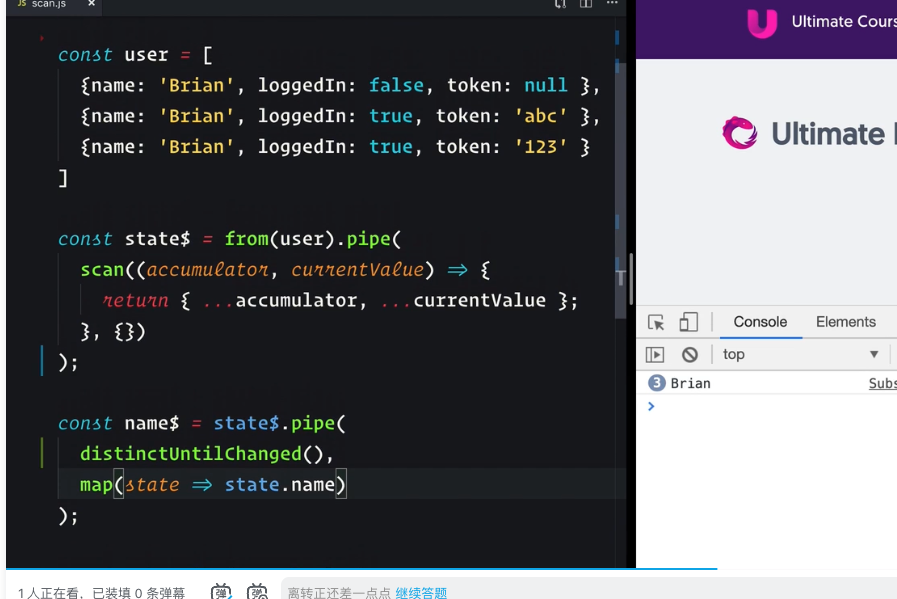 JS scan.js ×
const user = [
{name: 'Brian', loggedIn: false, token: null },
{name: 'Brian', loggedIn: true, token: 'abc' },
{name: 'Brian', loggedIn: true, token: '123' }
]
const state$ = from(user).pipe(
scan((accumulator, currentValue) => {
return { ...accumulator, ...currentValue };
}, {})
);
const name$ = state$.pipe(
distinctUntilChanged(),
map(state => state.name)
);
Ultimate Cours
Ultimate
Console Elements
top
3 Brian Subs
1人正在看, 已装填 0 条弹幕 弹 弹 离转正还差一点点 继续答题